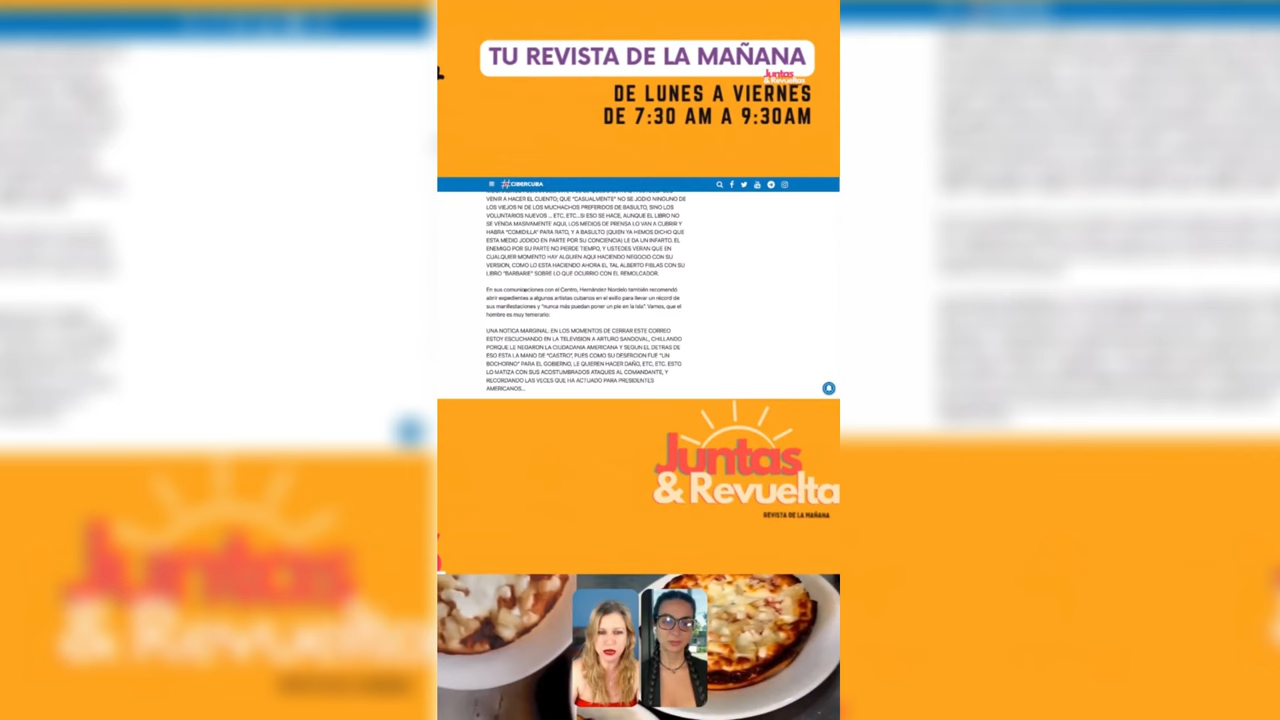 TU REVISTA DE LA MAÑANA
Juntas
& Revueltas
DE LUNES A VIERNES
DE 7:30 AM A 9:30AM
CIBERCUBA
VENIR A HACER EL CUENTO; QUE "CASUALMENTE" NO SE JODIO NINGUNO DE
LOS VIEJOS NI DE LOS MUCHACHOS PREFERIDOS DE BASULTO, SINO LOS
VOLUNTARIOS NUEVOS ... ETC, ETC...SI ESO SE HACE, AUNQUE EL LIBRO NO
SE VENDA MASIVAMENTE AQUI, LOS MEDIOS DE PRENSA LO VAN A CUBRIR Y
HABRA "COMIDILLA" PARA RATO, Y A BASULTO (QUIEN YA HEMOS DICHO QUE
ESTA MEDIO JODIDO EN PARTE POR SU CONCIENCIA) LE DA UN INFARTO. EL
ENEMIGO POR SU PARTE NO PIERDE TIEMPO, Y USTEDES VERAN QUE EN
CUALQUIER MOMENTO HAY ALGUIEN AQUI HACIENDO NEGOCIO CON SU
VERSION, COMO LO ESTA HACIENDO AHORA EL TAL ALBERTO FIBLAS CON SU
LIBRO "BARBARIE" SOBRE LO QUE OCURRIO CON EL REMOLCADOR.
En sus comunicaciones con el Centro, Hernández Nordelo también recomendó
abrir expedientes a algunos artistas cubanos en el exilio para llevar un récord de
sus manifestaciones y "nunca más puedan poner un pie en la isla". Vamos, que el
hombre es muy temerario:
UNA NOTICA MARGINAL: EN LOS MOMENTOS DE CERRAR ESTE CORREO
ESTOY ESCUCHANDO EN LA TELEVISION A ARTURO SANDOVAL, CHILLANDO
PORQUE LE NEGARON LA CIUDADANIA AMERICANA Y SEGUN EL DETRAS DE
ESO ESTA LA MANO DE "CASTRO", PUES COMO SU DESERCION FUE "UN
BOCHORNO" PARA EL GOBIERNO, LE QUIEREN HACER DAÑO, ETC, ETC. ESTO
LO MATIZA CON SUS ACOSTUMBRADOS ATAQUES AL COMANDANTE, Y
RECORDANDO LAS VECES QUE HA ACTUADO PARA PRESIDENTES
AMERICANOS...
Juntas
& Revuelta
REVISTA DE LA MAÑANA